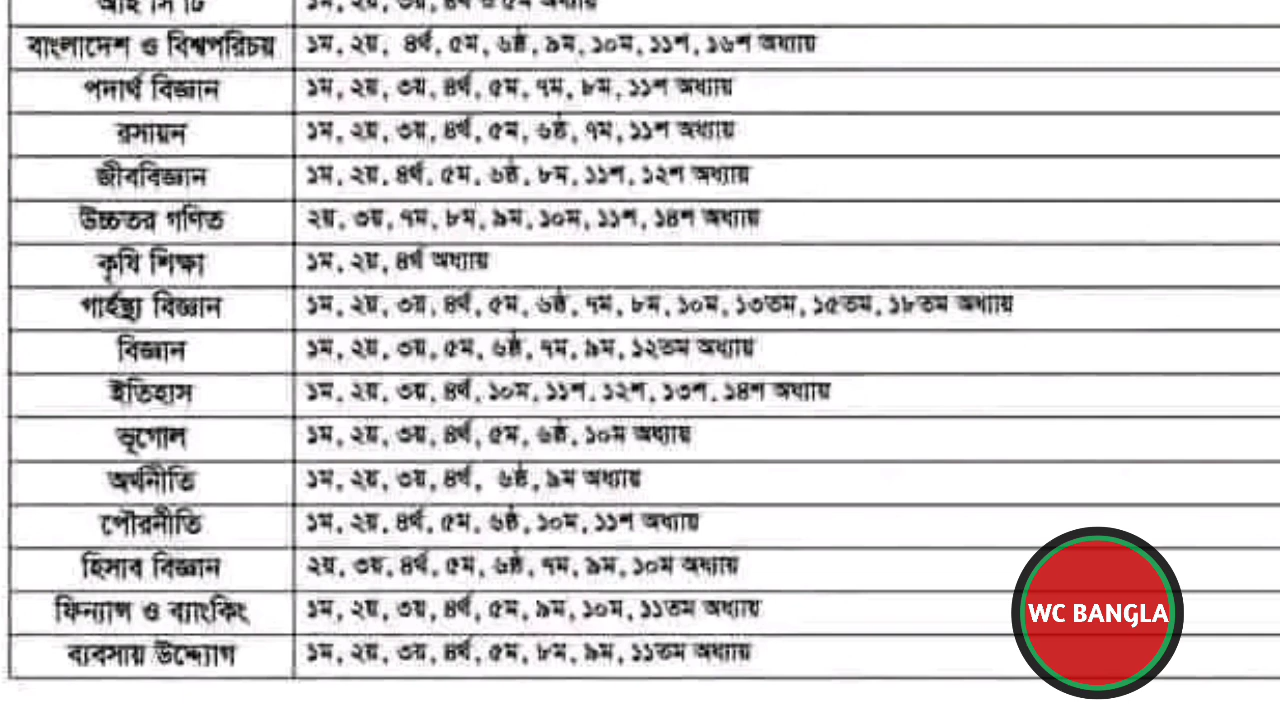 আই সি টি ১ম, ২য়, ৩য়, ৪র্থ ও ৫ম অধ্যায়
বাংলাদেশ ও বিশ্বপরিচয় ১ম, ২য়, ৪র্থ, ৫ম, ৬ষ্ঠ, ৯ম, ১০ম, ১১শ, ১৬শ অধ্যায়
পদার্থ বিজ্ঞান ১ম, ২য়, ৩য়, ৪র্থ, ৫ম, ৭ম, ৮ম, ১১শ অধ্যায়
রসায়ন ১ম, ২য়, ৩য়, ৪র্থ, ৫ম, ৬ষ্ঠ, ৭ম, ১১শ অধ্যায়
জীববিজ্ঞান ১ম, ২য়, ৪র্থ, ৫ম, ৬ষ্ঠ, ৮ম, ১১শ, ১২শ অধ্যায়
উচ্চতর গণিত ২য়, ৩য়, ৭ম, ৮ম, ৯ম, ১০ম, ১১শ, ১৪শ অধ্যায়
কৃষি শিক্ষা ১ম, ২য়, ৪র্থ অধ্যায়
গার্হস্থ্য বিজ্ঞান ১ম, ২য়, ৩য়, ৪র্থ, ৫ম, ৬ষ্ঠ, ৭ম, ৮ম, ১০ম, ১৩তম, ১৫তম, ১৮তম অধ্যায়
বিজ্ঞান ১ম, ২য়, ৩য়, ৫ম, ৬ষ্ঠ, ৭ম, ৯ম, ১২তম অধ্যায়
ইতিহাস ১ম, ২য়, ৩য়, ৪র্থ, ১০ম, ১১শ, ১২শ, ১৩শ, ১৪শ অধ্যায়
ভূগোল ১ম, ২য়, ৩য়, ৪র্থ, ৫ম, ৬ষ্ঠ, ১০ম অধ্যায়
অর্থনীতি ১ম, ২য়, ৩য়, ৪র্থ, ৬ষ্ঠ, ৯ম অধ্যায়
পৌরনীতি ১ম, ২য়, ৪র্থ, ৫ম, ৬ষ্ঠ, ১০ম, ১১শ অধ্যায়
হিসাব বিজ্ঞান ২য়, ৩য়, ৪র্থ, ৫ম, ৬ষ্ঠ, ৭ম, ৯ম, ১০ম অধ্যায়
ফিন্যান্স ও ব্যাংকিং ১ম, ২য়, ৩য়, ৪র্থ, ৫ম, ৯ম, ১০ম, ১১তম অধ্যায়
ব্যবসায় উদ্দ্যোগ ১ম, ২য়, ৩য়, ৪র্থ, ৫ম, ৮ম, ৯ম, ১১তম অধ্যায়
WC BANGLA